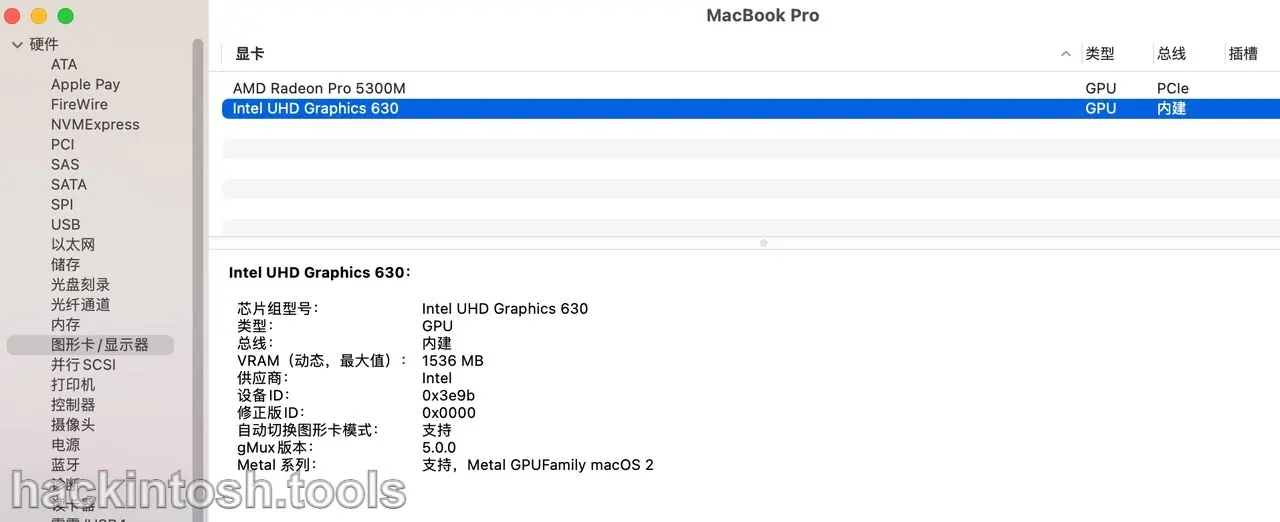 MacBook Pro
硬件
ATA
Apple Pay
FireWire
NVMExpress
PCI
SAS
SATA
SPI
USB
以太网
储存
光盘刻录
光纤通道
内存
图形卡/显示器
并行SCSI
打印机
控制器
摄像头
电源
蓝牙
诊断
读卡器
雷雳/USB4
显卡 类型 总线 插槽
AMD Radeon Pro 5300M GPU PCIe
Intel UHD Graphics 630 GPU 内建
Intel UHD Graphics 630：
芯片组型号： Intel UHD Graphics 630
类型： GPU
总线： 内建
VRAM（动态，最大值）： 1536 MB
供应商： Intel
设备ID： 0x3e9b
修正版ID： 0x0000
自动切换图形卡模式： 支持
gMux版本： 5.0.0
Metal 系列： 支持，Metal GPUFamily macOS 2
hackintosh.tools